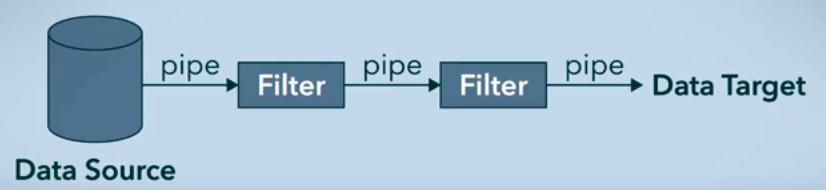 pipe
pipe
pipe
Filter
Filter
Data Target
Data Source